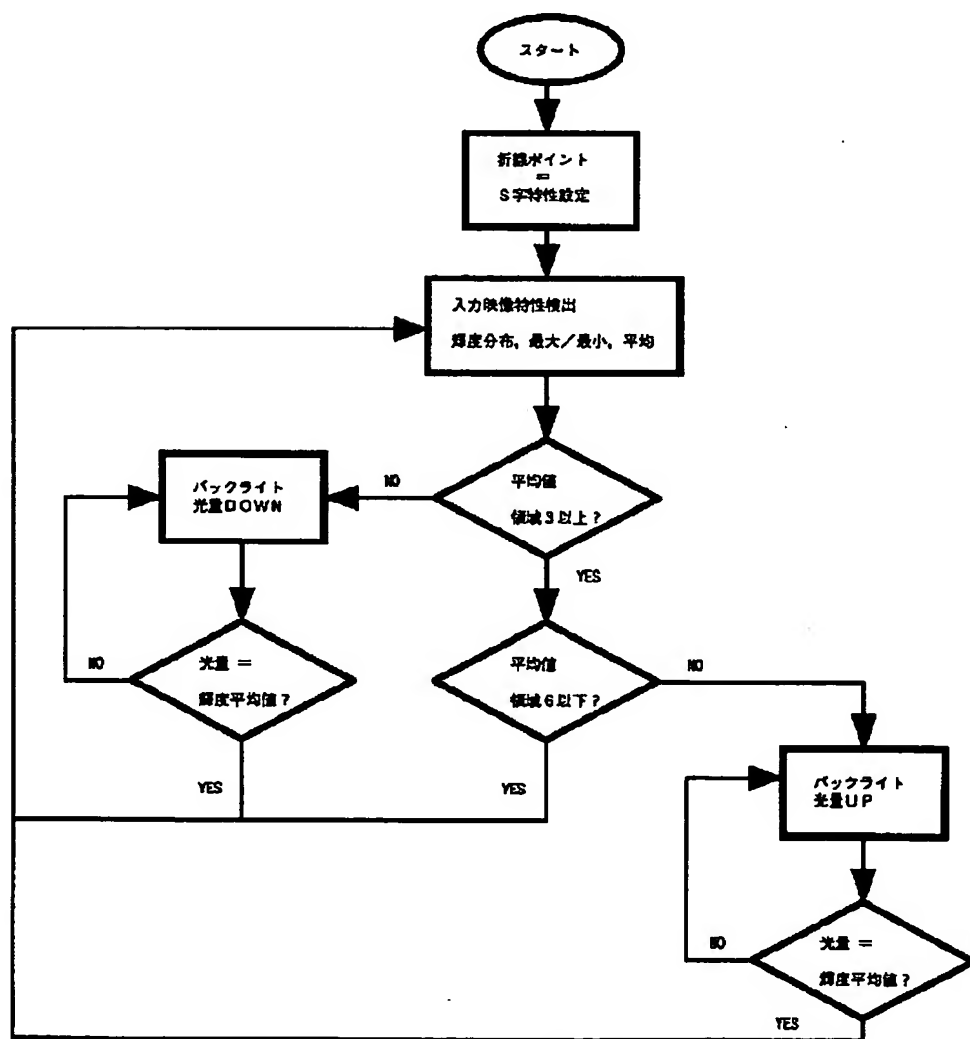 スタート
折線ポイント
=
S字特性設定
入力映像特性検出
輝度分布，最大／最小，平均
平均値
領域3以上？
NO
YES
バックライト
光量DOWN
光量 =
輝度平均値？
NO
YES
平均値
領域6以下？
NO
YES
バックライト
光量UP
光量 =
輝度平均値？
NO
YES